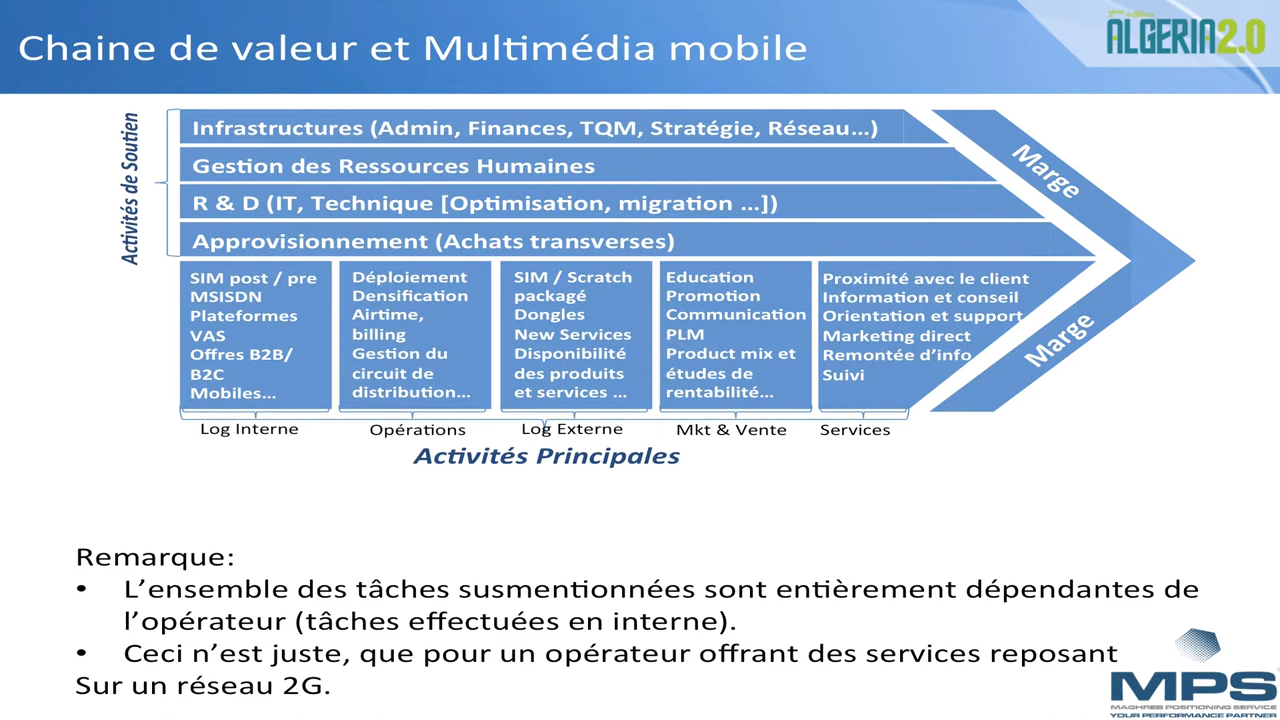 Chaine de valeur et Multimédia mobile
ALGERIA2.0
Activités de Soutien
Infrastructures (Admin, Finances, TQM, Stratégie, Réseau...)
Gestion des Ressources Humaines
R & D (IT, Technique [Optimisation, migration ...])
Approvisionnement (Achats transverses)
Marge
Marge
SIM post / pre
MSISDN
Plateformes
VAS
Offres B2B/
B2C
Mobiles...
Déploiement
Densification
Airtime,
billing
Gestion du
circuit de
distribution...
SIM / Scratch
packagé
Dongles
New Services
Disponibilité
des produits
et services ...
Education
Promotion
Communication
PLM
Product mix et
études de
rentabilité...
Proximité avec le client
Information et conseil
Orientation et support
Marketing direct
Remontée d’info
Suivi
Log Interne
Opérations
Log Externe
Mkt & Vente
Services
Activités Principales
Remarque:
• L’ensemble des tâches susmentionnées sont entièrement dépendantes de
l’opérateur (tâches effectuées en interne).
• Ceci n’est juste, que pour un opérateur offrant des services reposant
Sur un réseau 2G.
MPS
MAGHREB POSITIONING SERVICE
YOUR PERFORMANCE PARTNER